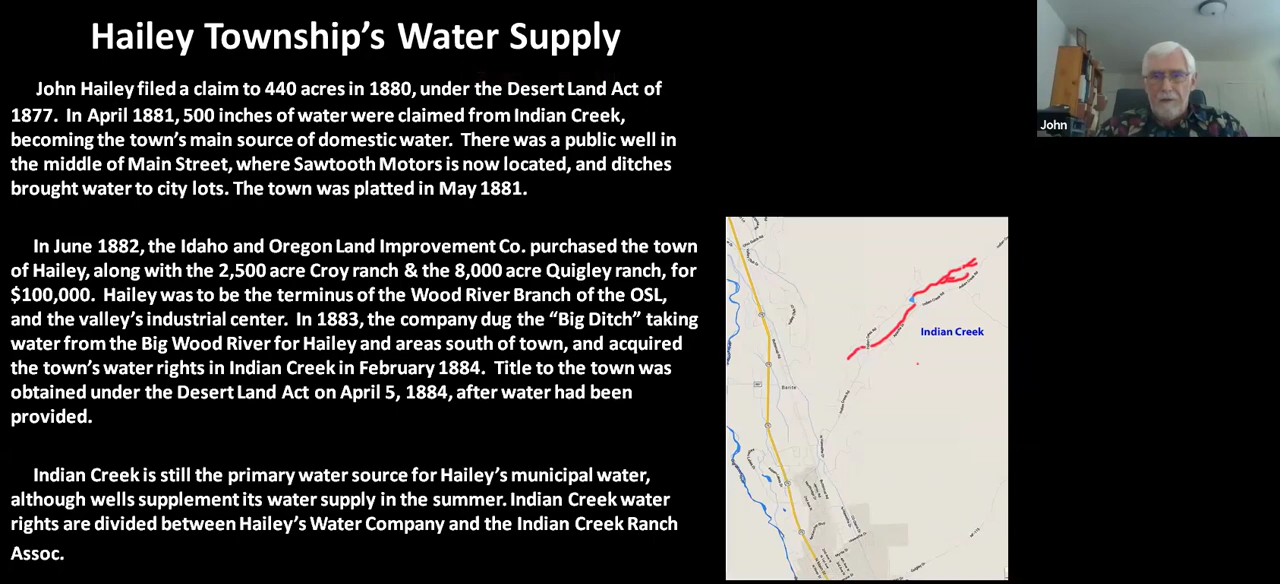 Hailey Township's Water Supply
John Hailey filed a claim to 440 acres in 1880, under the Desert Land Act of
1877. In April 1881, 500 inches of water were claimed from Indian Creek,
becoming the town's main source of domestic water. There was a public well in
the middle of Main Street, where Sawtooth Motors is now located, and ditches
brought water to city lots. The town was platted in May 1881.
In June 1882, the Idaho and Oregon Land Improvement Co. purchased the town
of Hailey, along with the 2,500 acre Croy ranch & the 8,000 acre Quigley ranch, for
$100,000. Hailey was to be the terminus of the Wood River Branch of the OSL,
and the valley's industrial center. In 1883, the company dug the "Big Ditch" taking
water from the Big Wood River for Hailey and areas south of town, and acquired
the town's water rights in Indian Creek in February 1884. Title to the town was
obtained under the Desert Land Act on April 5, 1884, after water had been
provided.
Indian Creek is still the primary water source for Hailey's municipal water,
although wells supplement its water supply in the summer. Indian Creek water
rights are divided between Hailey's Water Company and the Indian Creek Ranch
Assoc.
John
Indian Creek